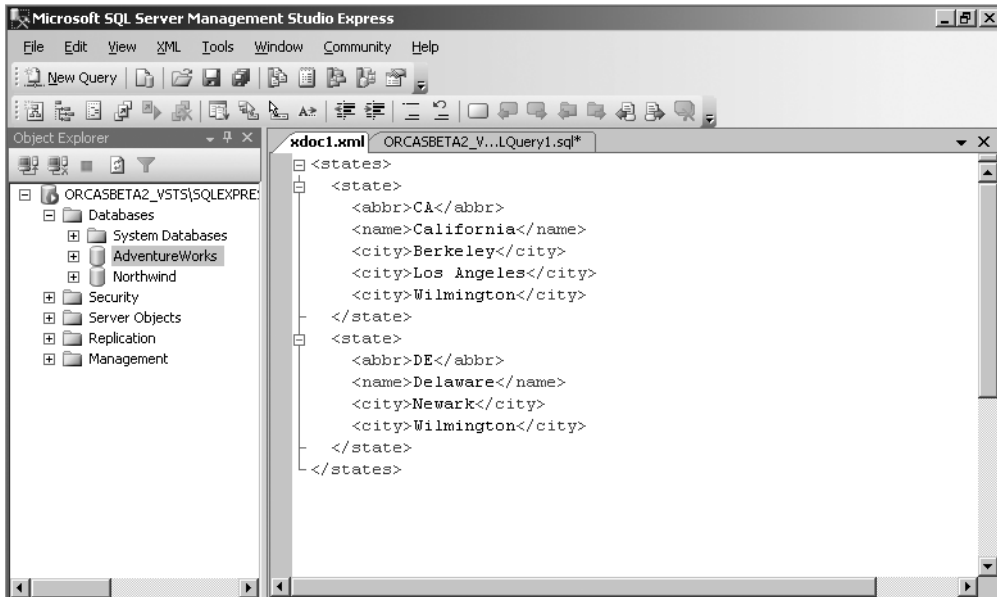 Microsoft SQL Server Management Studio Express
File Edit View XML Tools Window Community Help
New Query
Object Explorer
xdoc1.xml ORCASBETA2_V...LQuery1.sql*
ORCASBETA2_VSTS\SQLEXPRE
Databases
System Databases
AdventureWorks
Northwind
Security
Server Objects
Replication
Management
<states>
<state>
<abbr>CA</abbr>
<name>California</name>
<city>Berkeley</city>
<city>Los Angeles</city>
<city>Wilmington</city>
</state>
<state>
<abbr>DE</abbr>
<name>Delaware</name>
<city>Newark</city>
<city>Wilmington</city>
</state>
</states>